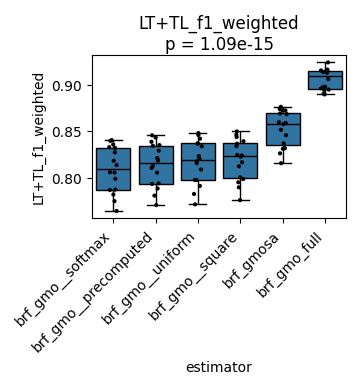 LT+TL_f1_weighted
p = 1.09e-15
LT+TL_f1_weighted
0.90
0.85
0.80
brf_gmo__softmax
brf_gmo__precomputed
brf_gmo__uniform
brf_gmo__square
brf_gmosa
brf_gmo_full
estimator